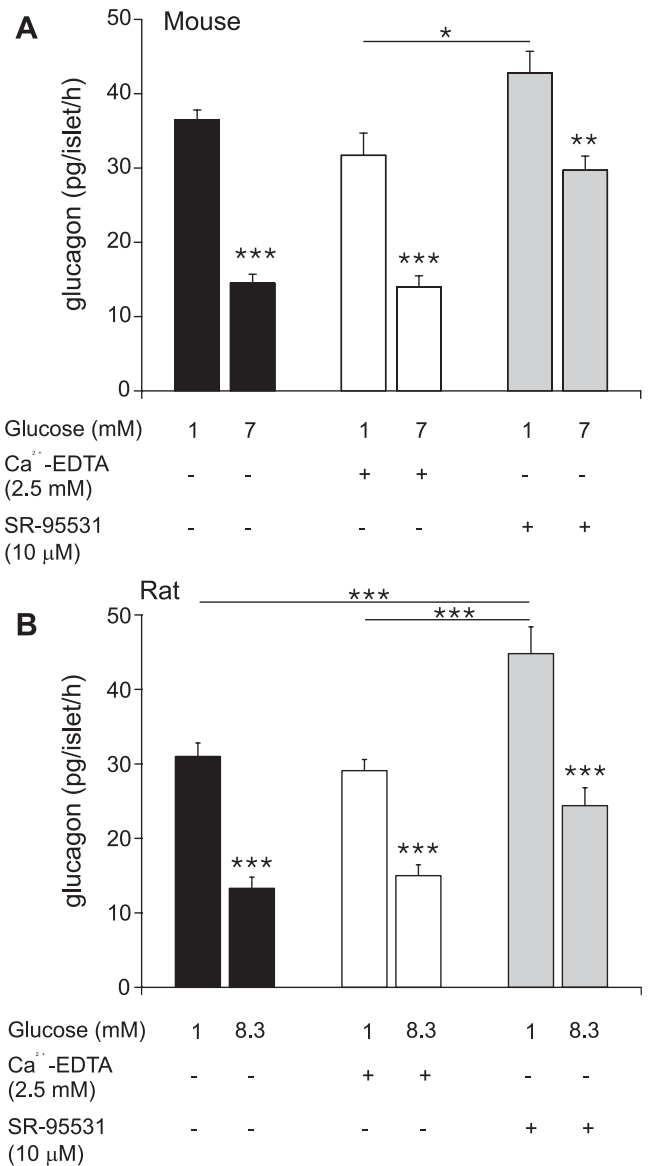 A Mouse
*
50
40
30
20
10
0
glucagon (pg/islet/h)
***
***
**
Glucose (mM) 1 7 1 7 1 7
Ca²⁺-EDTA
(2.5 mM) - - + + - -
SR-95531
(10 μM) - - - - + +
B Rat
***
***
50
40
30
20
10
0
glucagon (pg/islet/h)
***
***
***
Glucose (mM) 1 8.3 1 8.3 1 8.3
Ca²⁺-EDTA
(2.5 mM) - - + + - -
SR-95531
(10 μM) - - - - + +